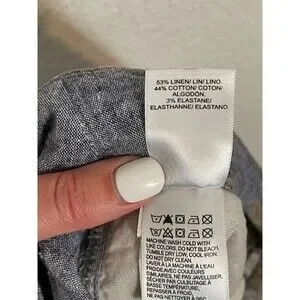 53% LINEN/ LIN/ LINO.
44% COTTON/ COTON/
ALGODÓN.
3% ELASTANE/
ELASTHANNE/ ELASTANO.
MACHINE WASH COLD WITH
LIKE COLORS, DO NOT BLEACH,
TUMBLE DRY LOW, COOL IRON,
DO NOT DRY CLEAN.
LAVER À LA MACHINE À L'EAU
FROIDE AVEC COULEURS
SIMILAIRES, NE PAS JAVELLISER,
SÉCHER PAR CULBUTAGE À
BASSE TEMPÉRATURE,
REPASSER À FROID,
NE PAS NETTOYER À SEC.